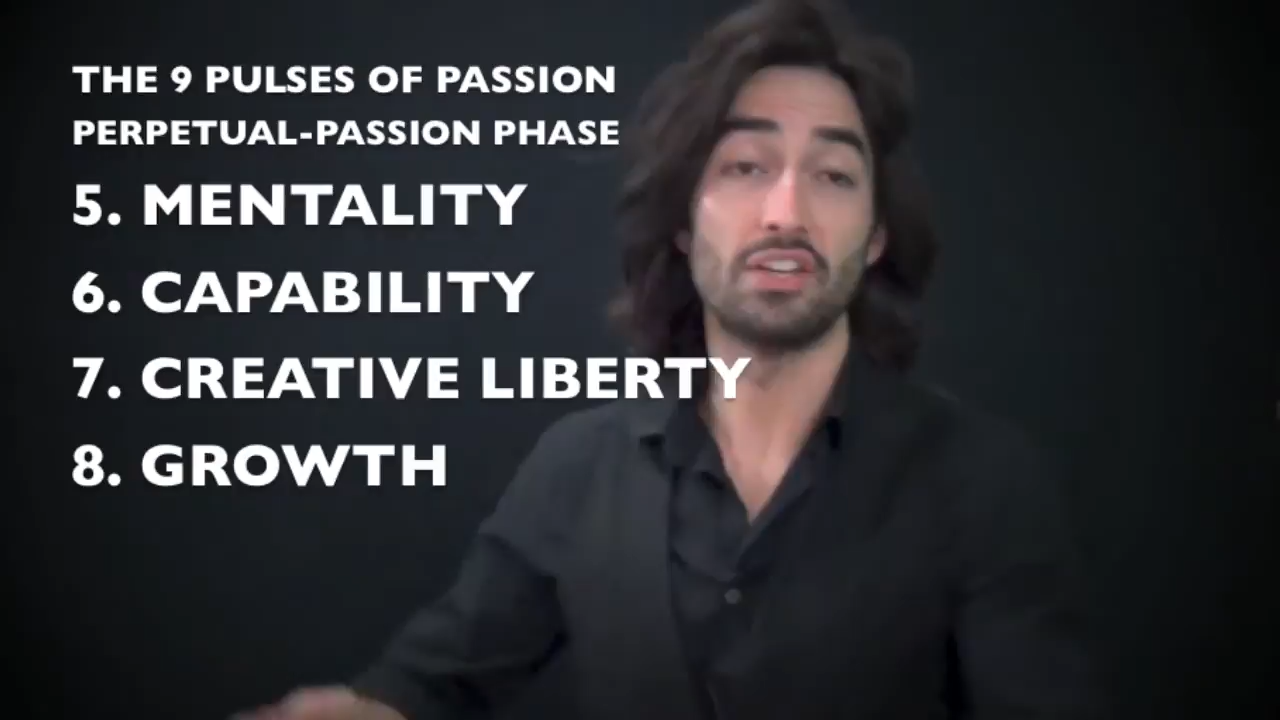 THE 9 PULSES OF PASSION
PERPETUAL-PASSION PHASE
5. MENTALITY
6. CAPABILITY
7. CREATIVE LIBERTY
8. GROWTH